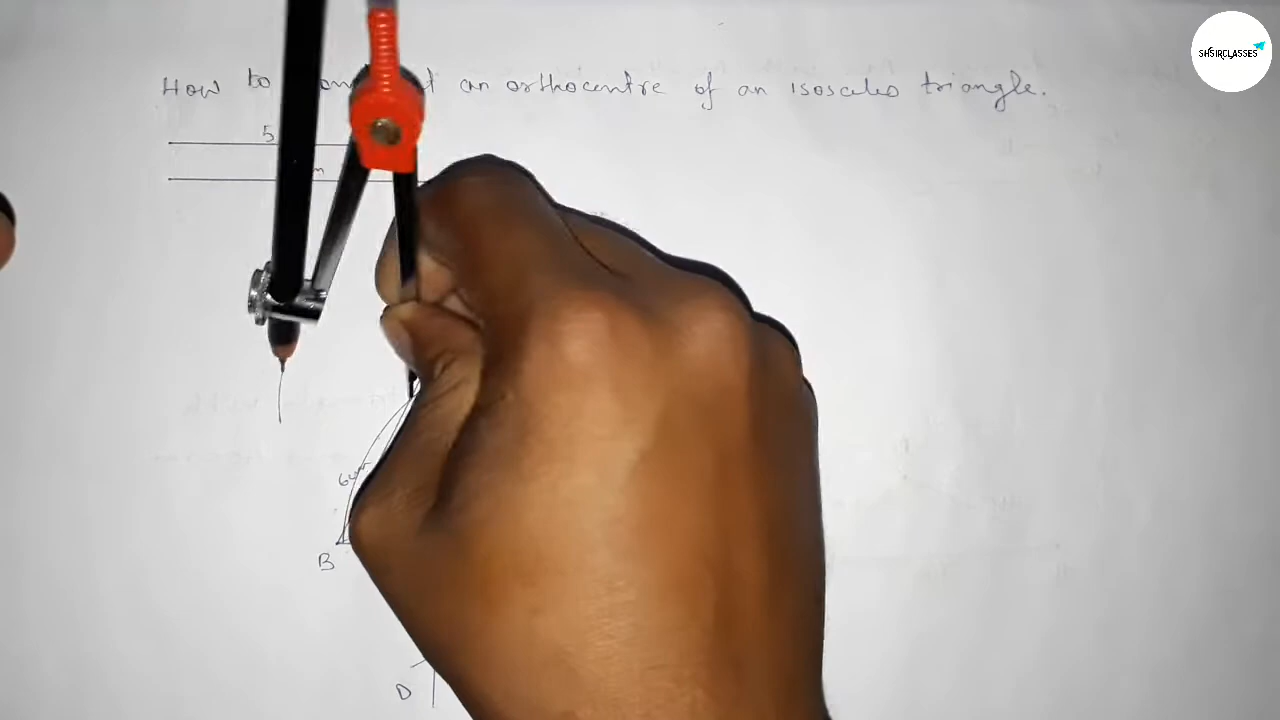 How to an orthocentre of an isosceles triangle.
5
m
6cm
B
D
SHSIRCLASSES